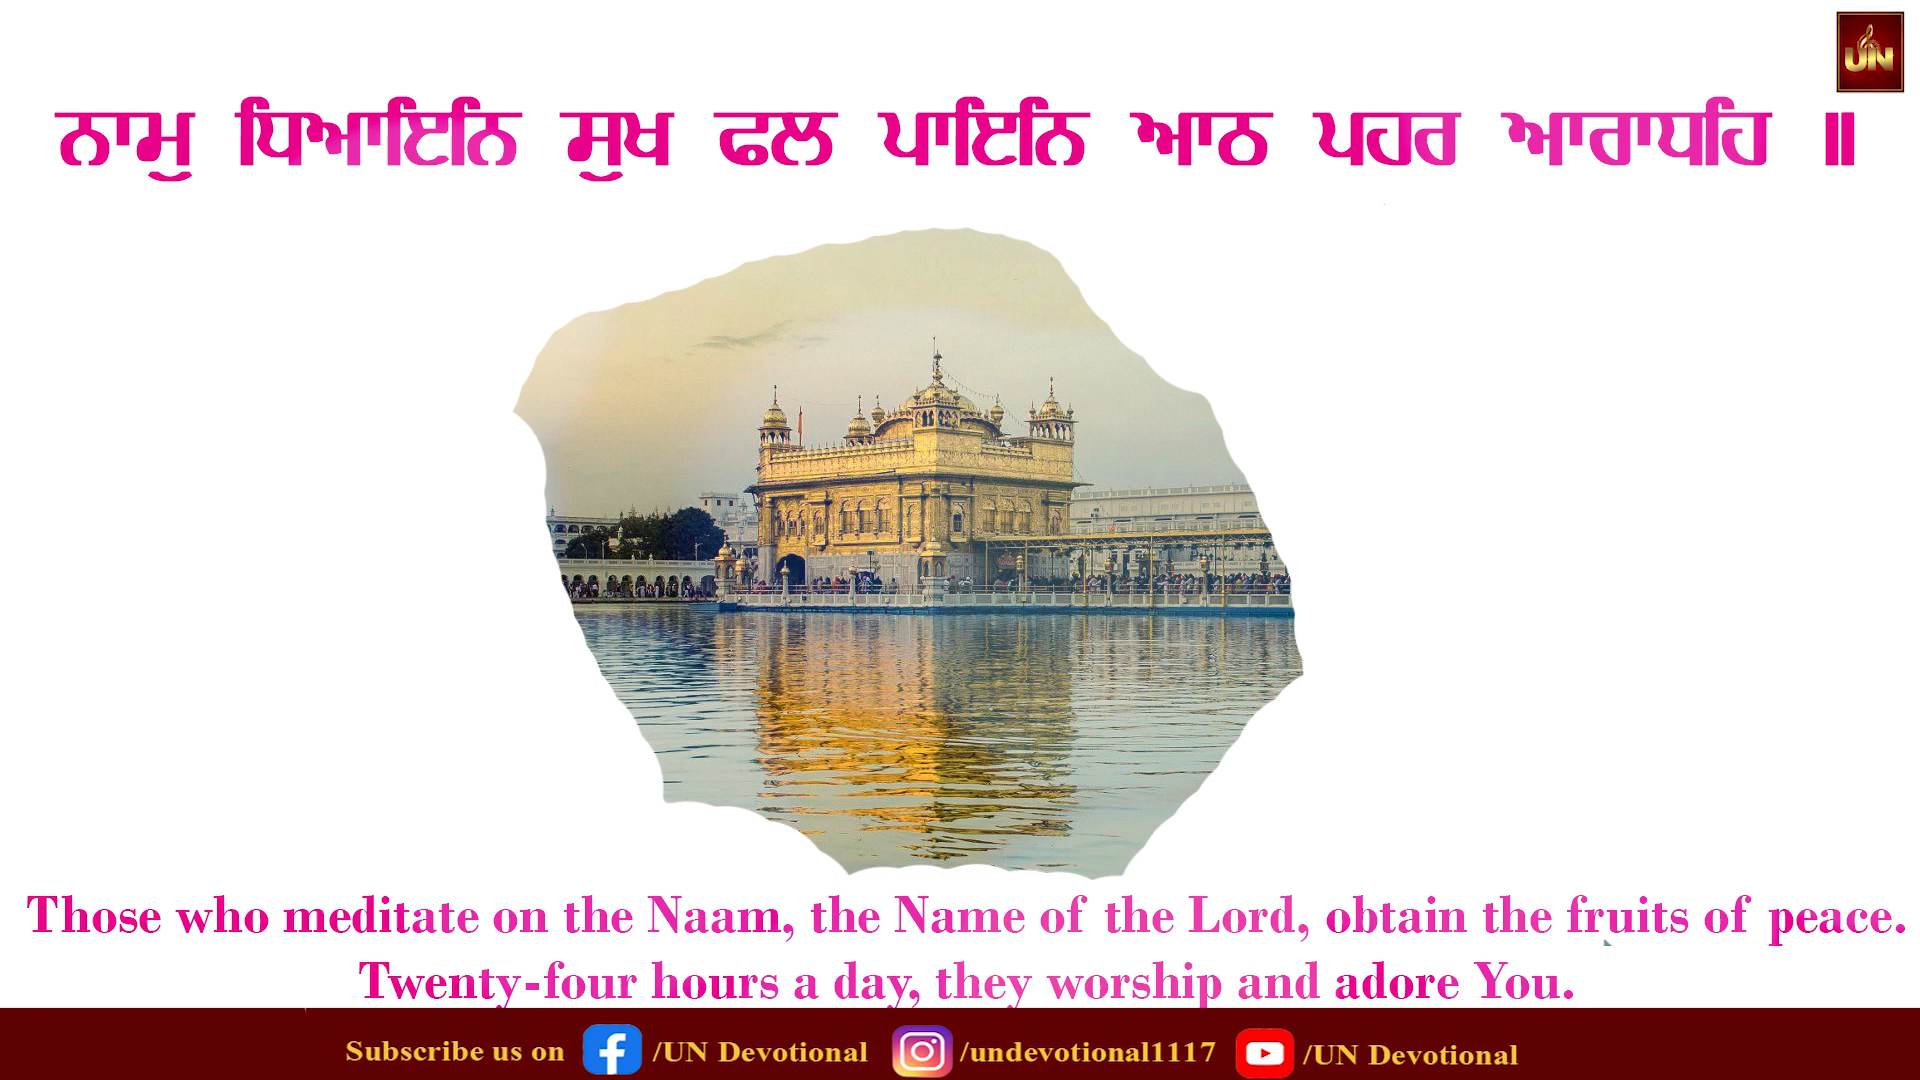 UN
ਨਾਮੁ ਧਿਆਇਨਿ ਸੁਖ ਫਲ ਪਾਇਨਿ ਆਠ ਪਹਰ ਆਰਾਧਹਿ ॥
Those who meditate on the Naam, the Name of the Lord, obtain the fruits of peace.
Twenty-four hours a day, they worship and adore You.
Subscribe us on /UN Devotional /undevotional1117 /UN Devotional